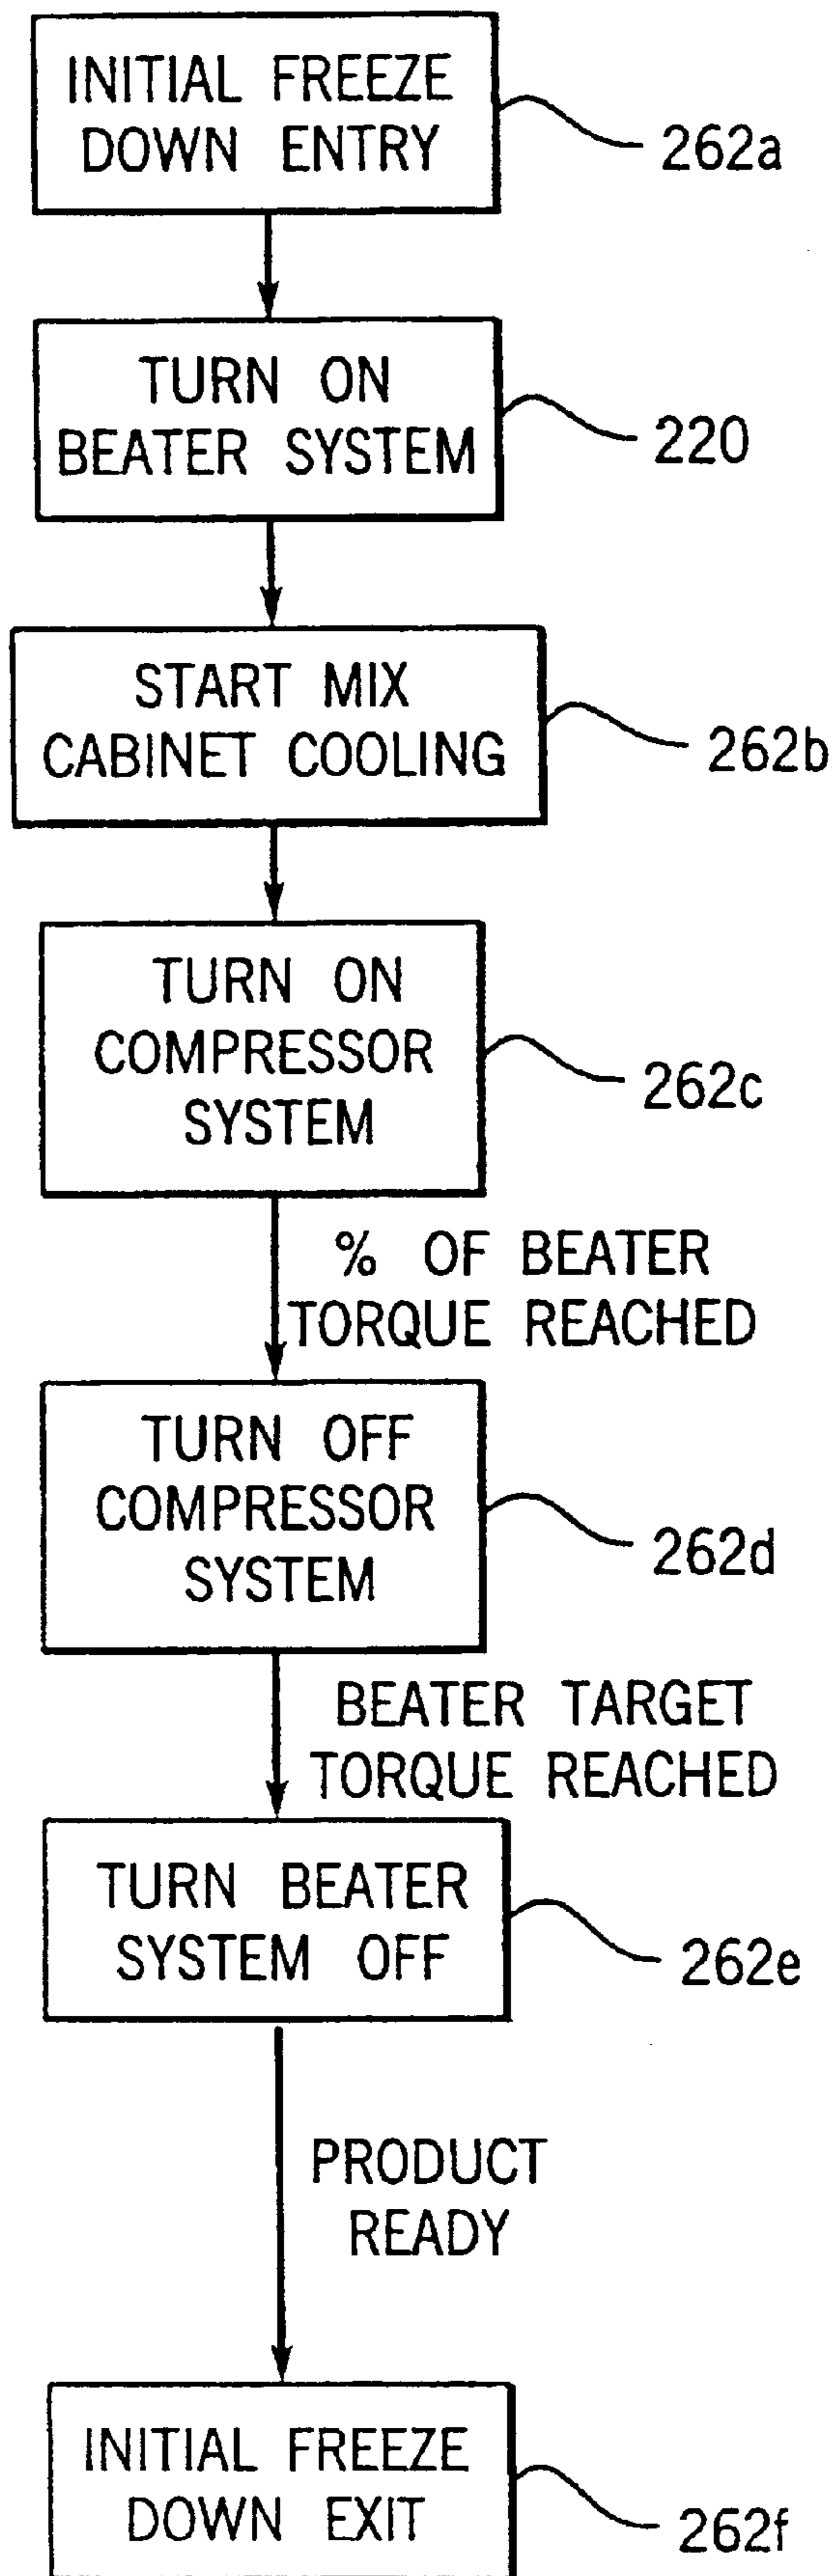 INITIAL FREEZE
DOWN ENTRY
262a
TURN ON
BEATER SYSTEM
220
START MIX
CABINET COOLING
262b
TURN ON
COMPRESSOR
SYSTEM
262c
% OF BEATER
TORQUE REACHED
TURN OFF
COMPRESSOR
SYSTEM
262d
BEATER TARGET
TORQUE REACHED
TURN BEATER
SYSTEM OFF
262e
PRODUCT
READY
INITIAL FREEZE
DOWN EXIT
262f